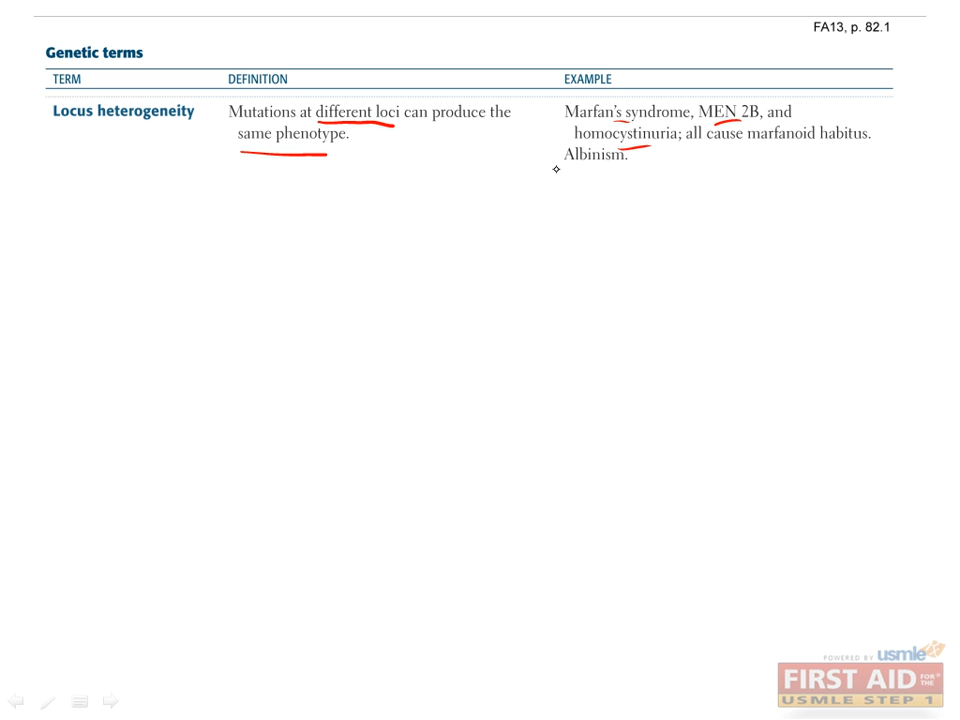 FA13, p. 82.1
Genetic terms
TERM DEFINITION EXAMPLE
Locus heterogeneity Mutations at different loci can produce the Marfan's syndrome, MEN 2B, and
same phenotype. homocystinuria; all cause marfanoid habitus.
Albinism.
POWERED BY usmle
FIRST AID FOR THE
USMLE STEP 1